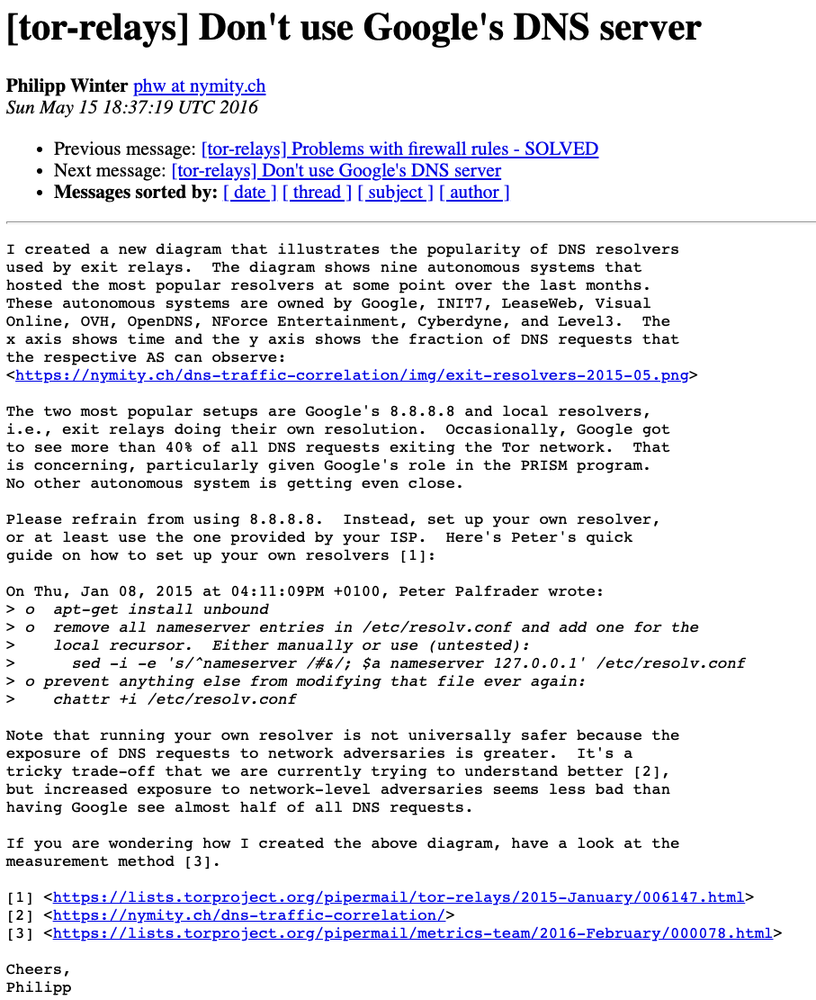 [tor-relays] Don't use Google's DNS server
Philipp Winter phw at nymity.ch
Sun May 15 18:37:19 UTC 2016
• Previous message: [tor-relays] Problems with firewall rules - SOLVED
• Next message: [tor-relays] Don't use Google's DNS server
• Messages sorted by: [ date ] [ thread ] [ subject ] [ author ]
I created a new diagram that illustrates the popularity of DNS resolvers
used by exit relays.  The diagram shows nine autonomous systems that
hosted the most popular resolvers at some point over the last months.
These autonomous systems are owned by Google, INIT7, LeaseWeb, Visual
Online, OVH, OpenDNS, NForce Entertainment, Cyberdyne, and Level3.  The
x axis shows time and the y axis shows the fraction of DNS requests that
the respective AS can observe:
<https://nymity.ch/dns-traffic-correlation/img/exit-resolvers-2015-05.png>
The two most popular setups are Google's 8.8.8.8 and local resolvers,
i.e., exit relays doing their own resolution.  Occasionally, Google got
to see more than 40% of all DNS requests exiting the Tor network.  That
is concerning, particularly given Google's role in the PRISM program.
No other autonomous system is getting even close.
Please refrain from using 8.8.8.8.  Instead, set up your own resolver,
or at least use the one provided by your ISP.  Here's Peter's quick
guide on how to set up your own resolvers [1]:
On Thu, Jan 08, 2015 at 04:11:09PM +0100, Peter Palfrader wrote:
> o  apt-get install unbound
> o  remove all nameserver entries in /etc/resolv.conf and add one for the
>    local recursor.  Either manually or use (untested):
>      sed -i -e 's/^nameserver /#&/; $a nameserver 127.0.0.1' /etc/resolv.conf
> o prevent anything else from modifying that file ever again:
>    chattr +i /etc/resolv.conf
Note that running your own resolver is not universally safer because the
exposure of DNS requests to network adversaries is greater.  It's a
tricky trade-off that we are currently trying to understand better [2],
but increased exposure to network-level adversaries seems less bad than
having Google see almost half of all DNS requests.
If you are wondering how I created the above diagram, have a look at the
measurement method [3].
[1] <https://lists.torproject.org/pipermail/tor-relays/2015-January/006147.html>
[2] <https://nymity.ch/dns-traffic-correlation/>
[3] <https://lists.torproject.org/pipermail/metrics-team/2016-February/000078.html>
Cheers,
Philipp